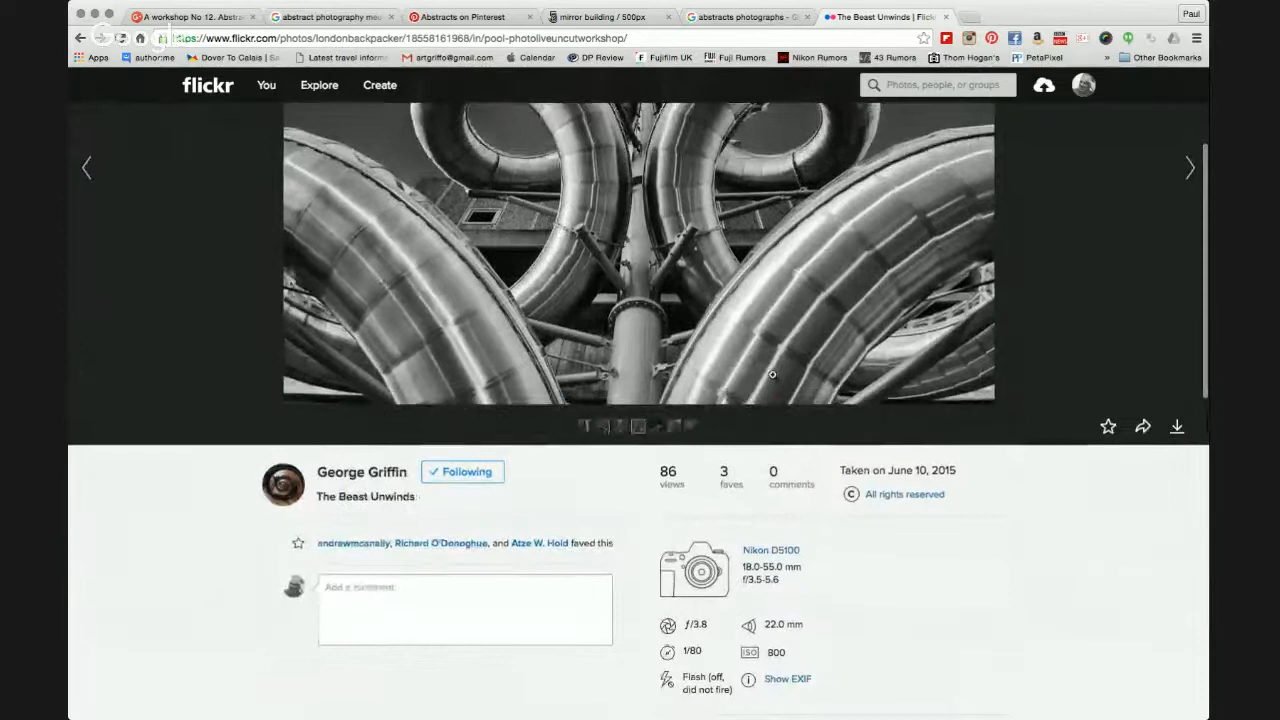 A workshop No 12. Abstra
abstract photography meu
Abstracts on Pinterest
mirror building / 500px
abstracts photographs - G
The Beast Unwinds | Flick
Paul
https://www.flickr.com/photos/londonbackpacker/18558161968/in/pool-photoliveuncutworkshop/
Apps
author:me
Dover To Calais | Sa
Latest travel inform
artgriffo@gmail.com
Calendar
DP Review
Fujifilm UK
Fuji Rumors
Nikon Rumors
43 Rumors
Thom Hogan's
PetaPixel
»
Other Bookmarks
flickr
You
Explore
Create
Photos, people, or groups
George Griffin
Following
The Beast Unwinds
andrewmcanally, Richard O'Donoghue, and Atze W. Hold faved this
Add a comment
86
views
3
faves
0
comments
Taken on June 10, 2015
All rights reserved
Nikon D5100
18.0-55.0 mm
f/3.5-5.6
ƒ/3.8
22.0 mm
1/80
ISO
800
Flash (off,
did not fire)
Show EXIF